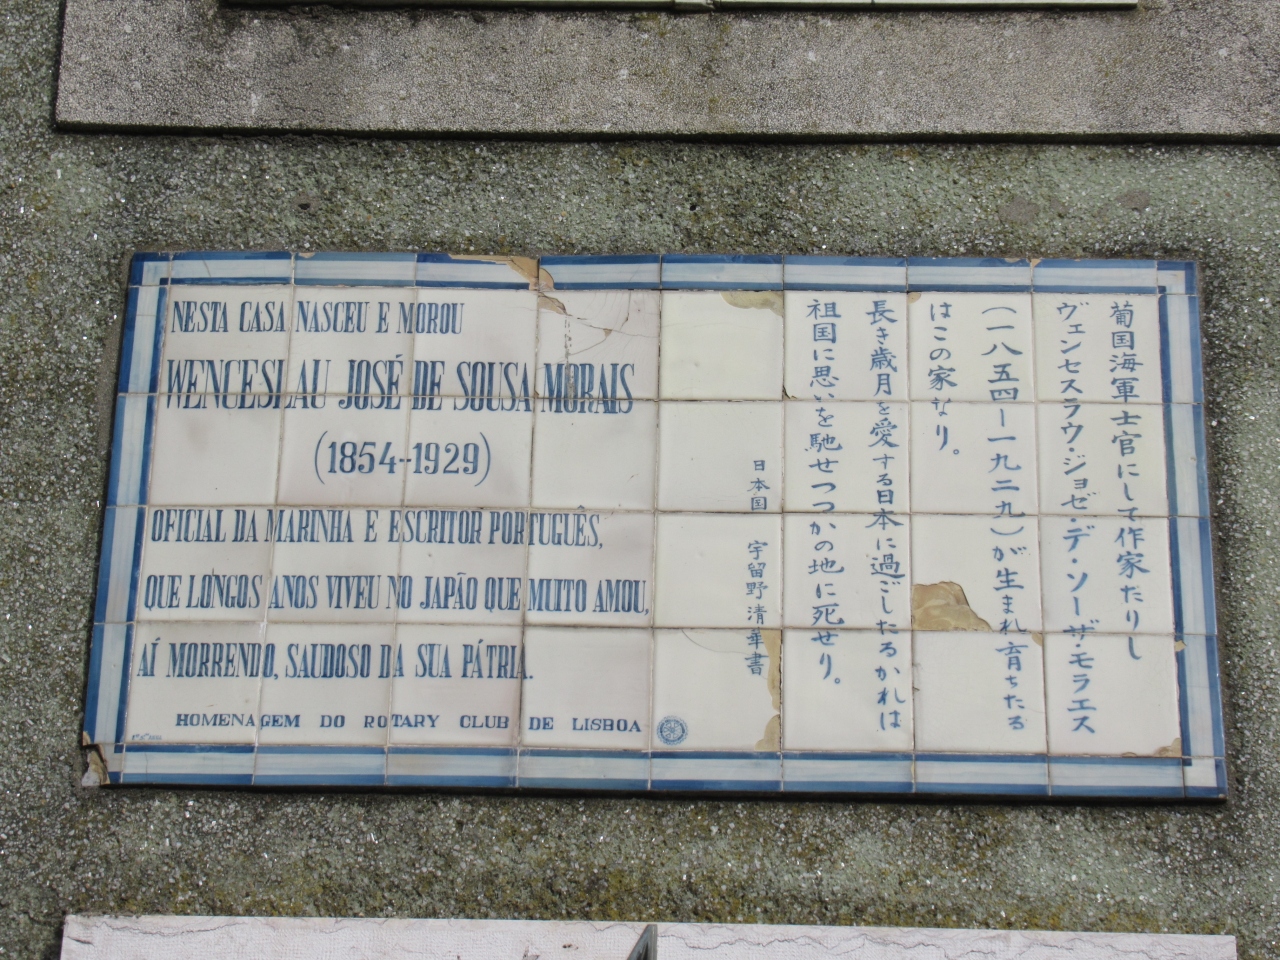 NESTA CASA NASCEU E MOROU
WENCESLAU JOSÉ DE SOUSA MORAIS
(1854-1929)
OFICIAL DA MARINHA E ESCRITOR PORTUGUÊS,
QUE LONGOS ANOS VIVEU NO JAPÃO QUE MUITO AMOU,
AÍ MORRENDO, SAUDOSO DA SUA PÁTRIA.
HOMENAGEM DO ROTARY CLUB DE LISBOA
葡国海軍士官にして作家たりし
ヴェンセスラウ・ジョゼ・デ・ソーザ・モラエス
(一八五四-一九二九)が生まれ育ちたる
はこの家なり。
長き歳月を愛する日本に過ごしたるかれは
祖国に思いを馳せつつかの地に死せり。
日本国 宇留野清華書